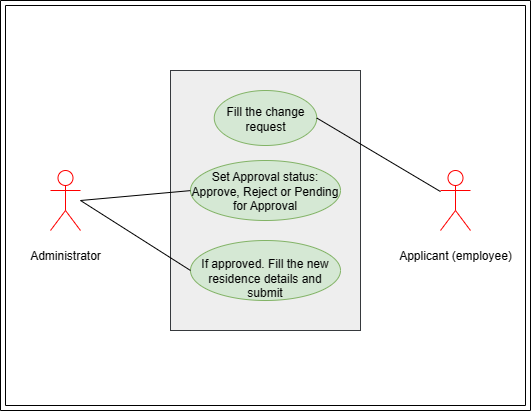 Fill the change
request
Set Approval status:
Approve, Reject or Pending
for Approval
Administrator
Applicant (employee)
If approved. Fill the new
residence details and
submit